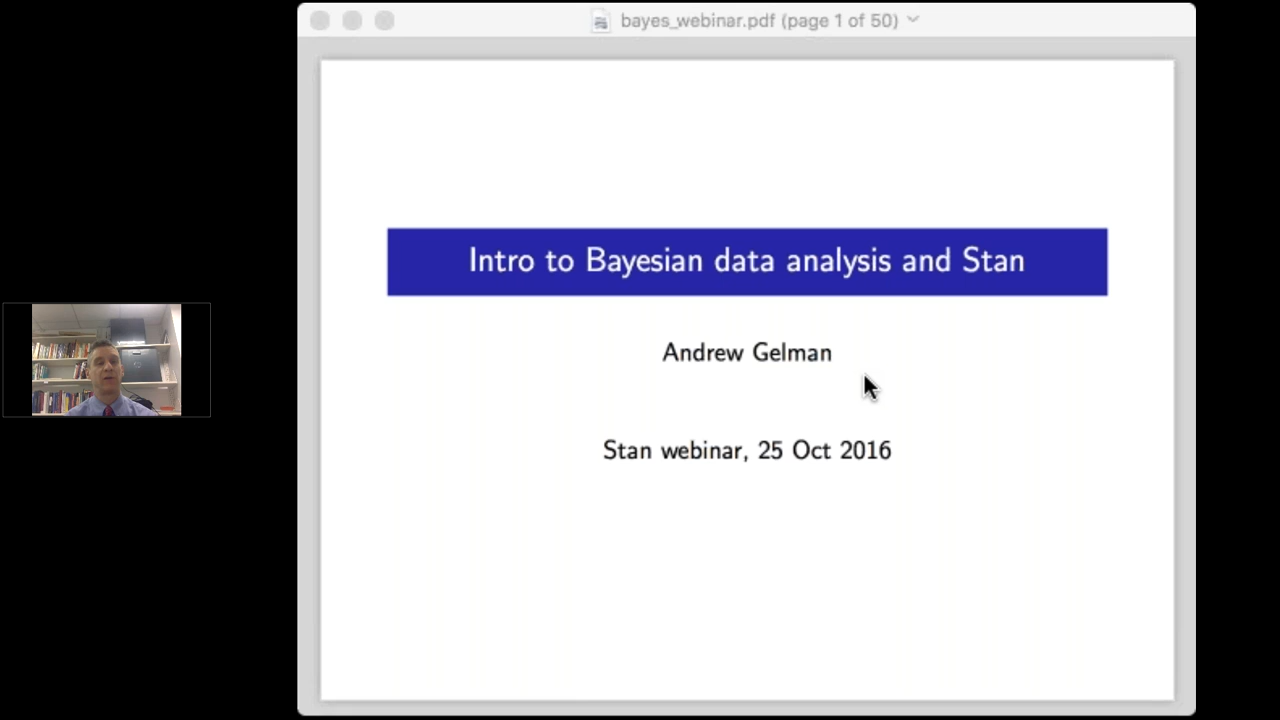 bayes_webinar.pdf (page 1 of 50)
Intro to Bayesian data analysis and Stan
Andrew Gelman
Stan webinar, 25 Oct 2016